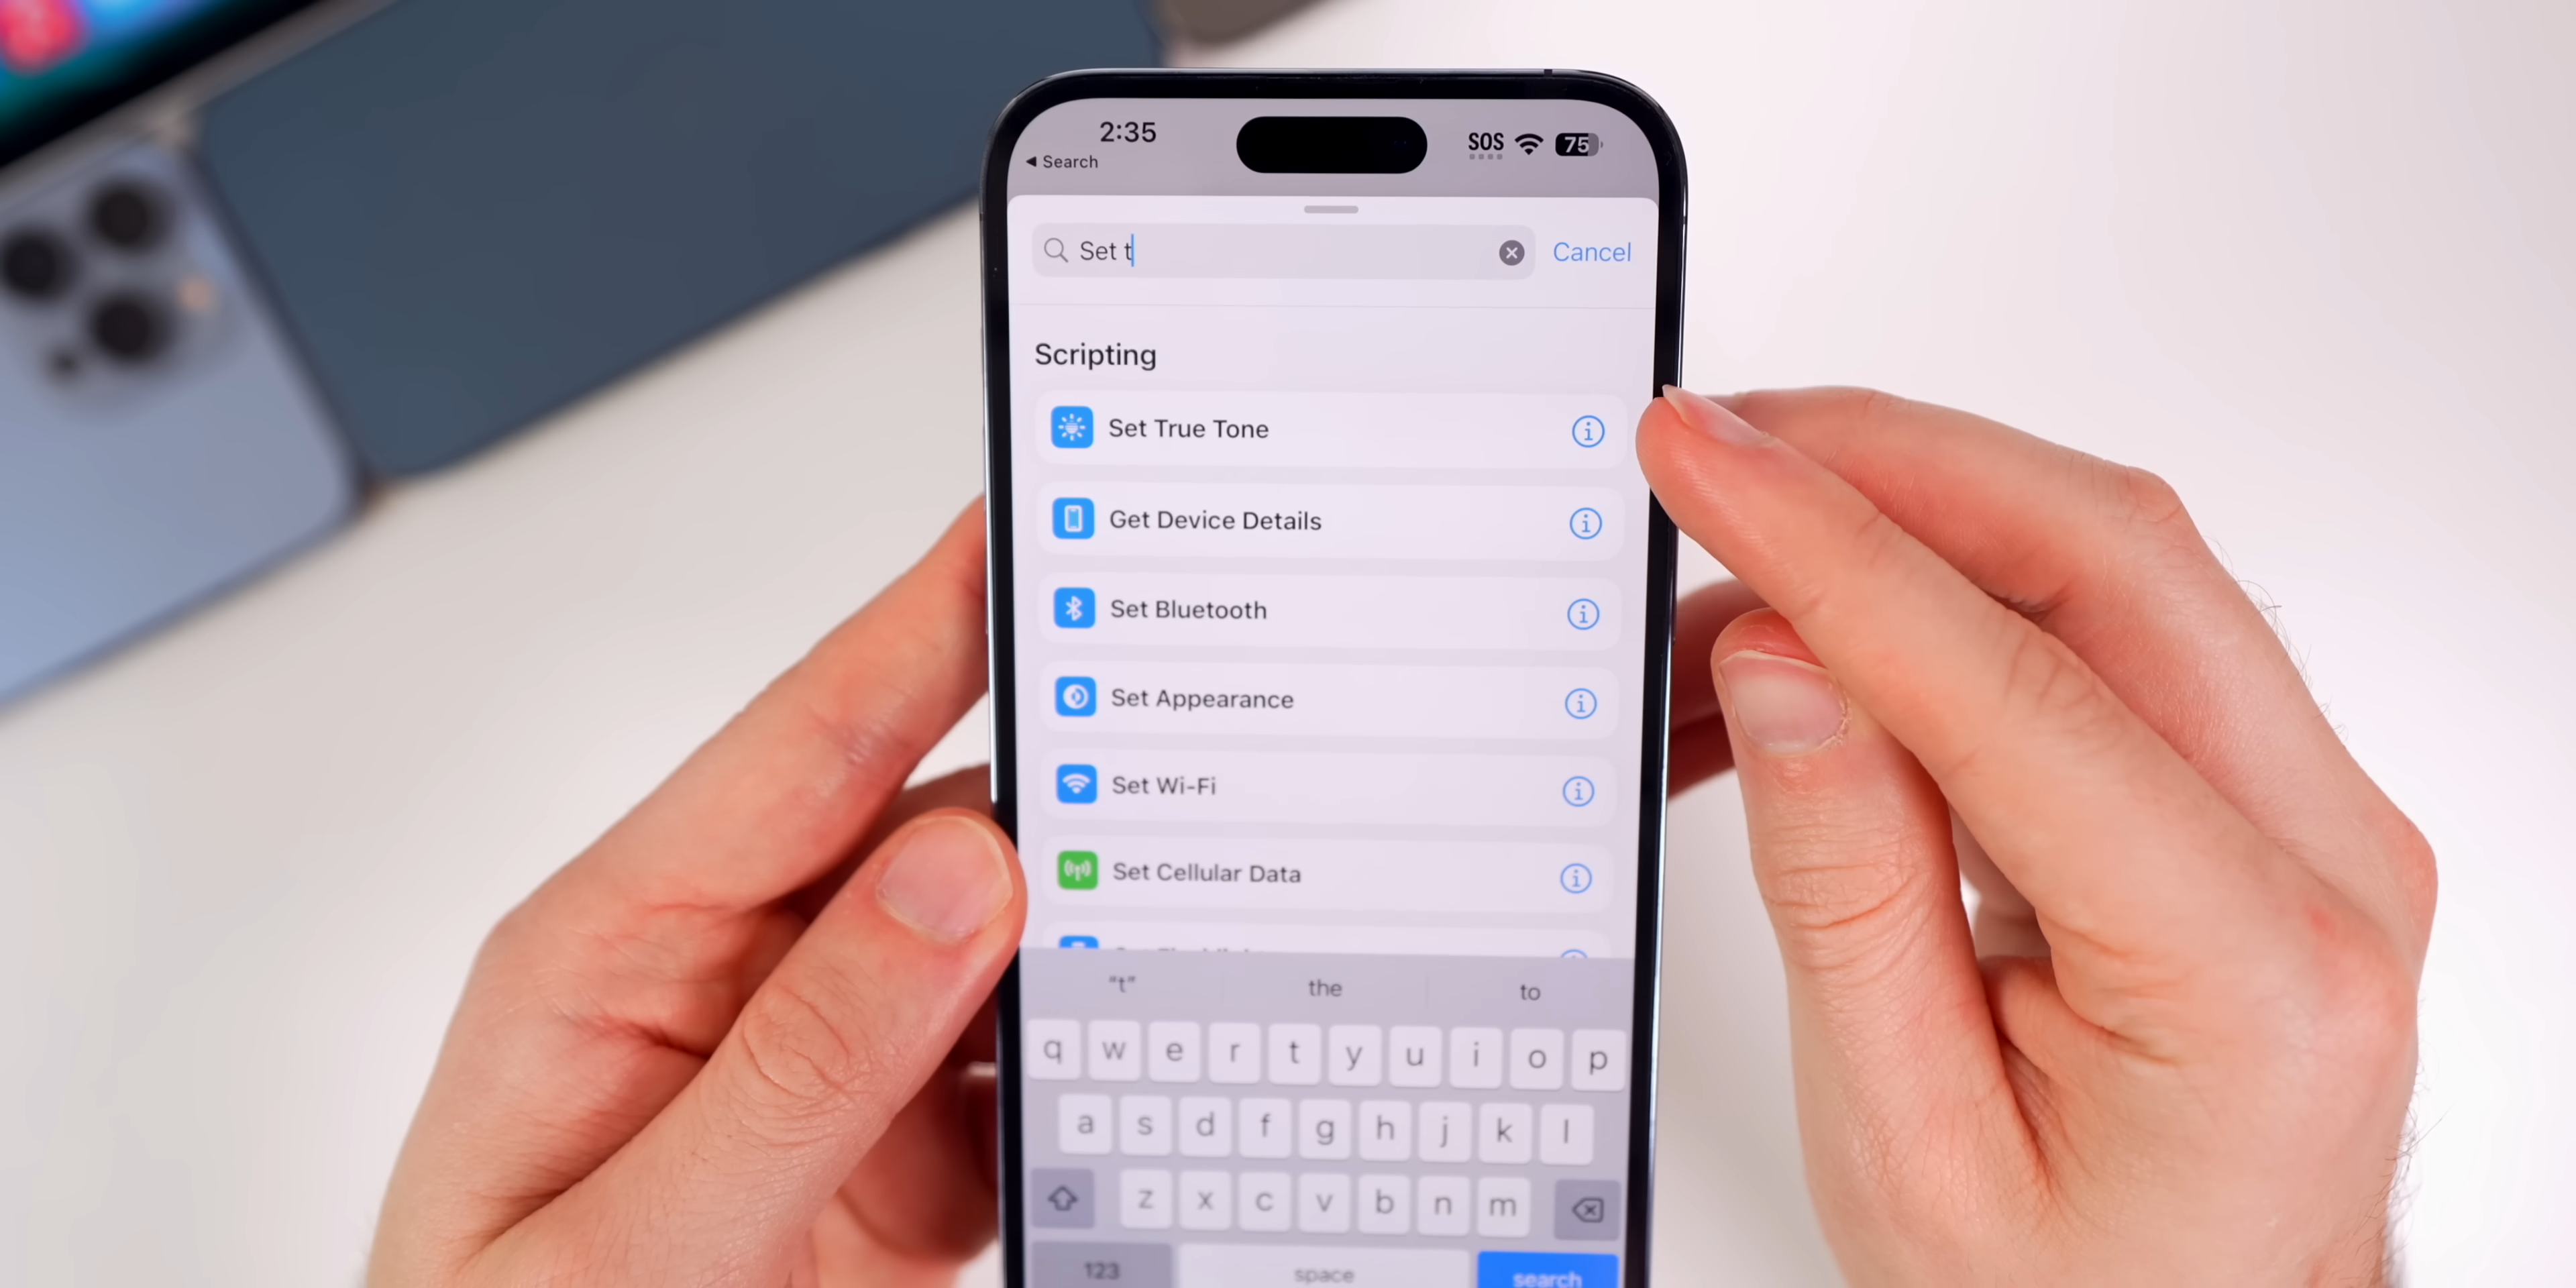 2:35
SOS
75
◀ Search
Set t
Cancel
Scripting
Set True Tone
Get Device Details
Set Bluetooth
Set Appearance
Set Wi-Fi
Set Cellular Data
“t” the to
q w e r t y u i o p
a s d f g h j k l
z x c v b n m
123 space search